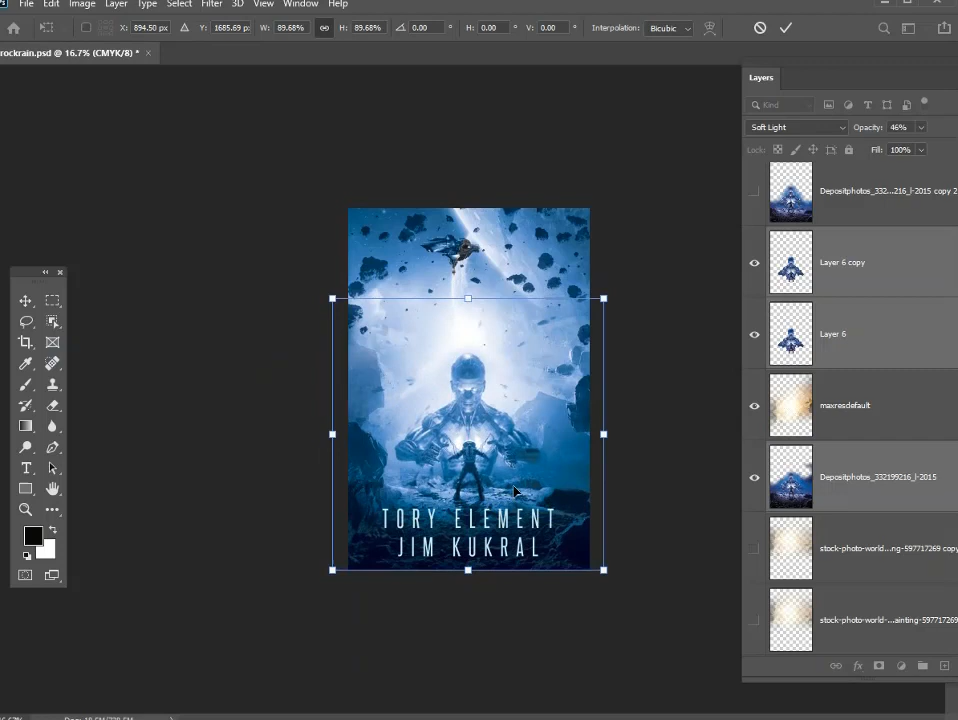 File Edit Image Layer Type Select Filter 3D View Window Help
X: 894.50 px Y: 1685.69 px W: 89.68% H: 89.68% 0.00 ° H: 0.00 ° V: 0.00 ° Interpolation: Bicubic
rockrain.psd @ 16.7% (CMYK/8) * ×
Layers
Kind
Soft Light Opacity: 46%
Lock: Fill: 100%
Depositphotos_332...216_l-2015 copy 2
Layer 6 copy
Layer 6
maxresdefault
Depositphotos_332199216_l-2015
stock-photo-world...ng-597717269 copy
stock-photo-world-...ainting-597717269
TORY ELEMENT
JIM KUKRAL